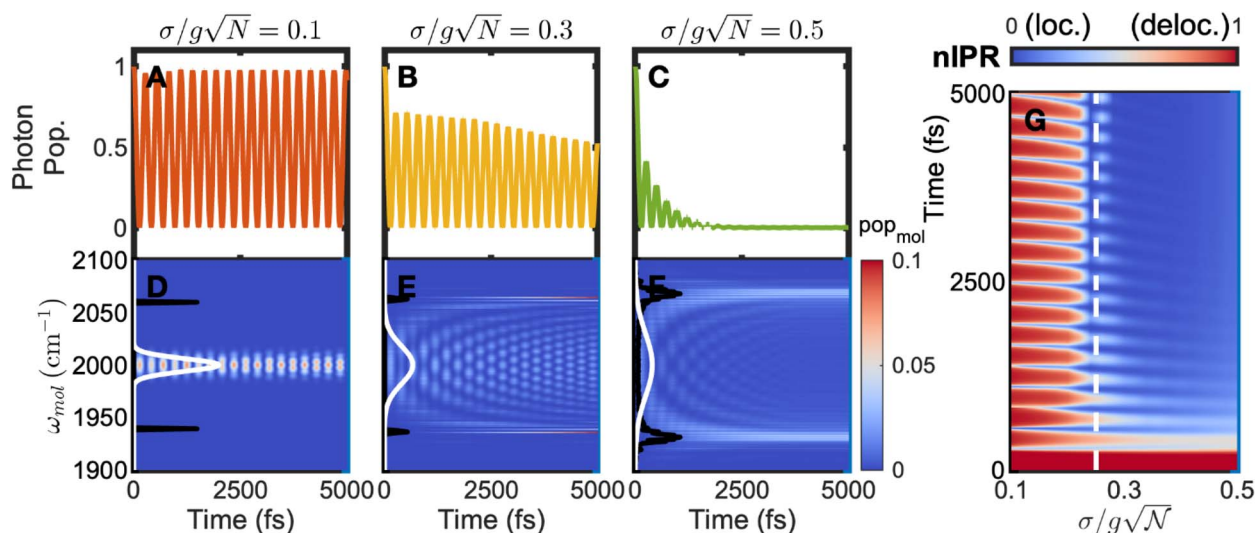 σ/g√N = 0.1
σ/g√N = 0.3
σ/g√N = 0.5
Photon
Pop.
1
0.5
0
A
B
C
ω_mol (cm⁻¹)
2100
2050
2000
1950
1900
D
E
F
0 2500 5000
0 2500 5000
0 2500 5000
Time (fs)
Time (fs)
Time (fs)
pop_mol
0.1
0.05
0
0 (loc.) (deloc.) 1
nIPR
G
Time (fs)
5000
2500
0
0.1 0.3 0.5
σ/g√𝒩